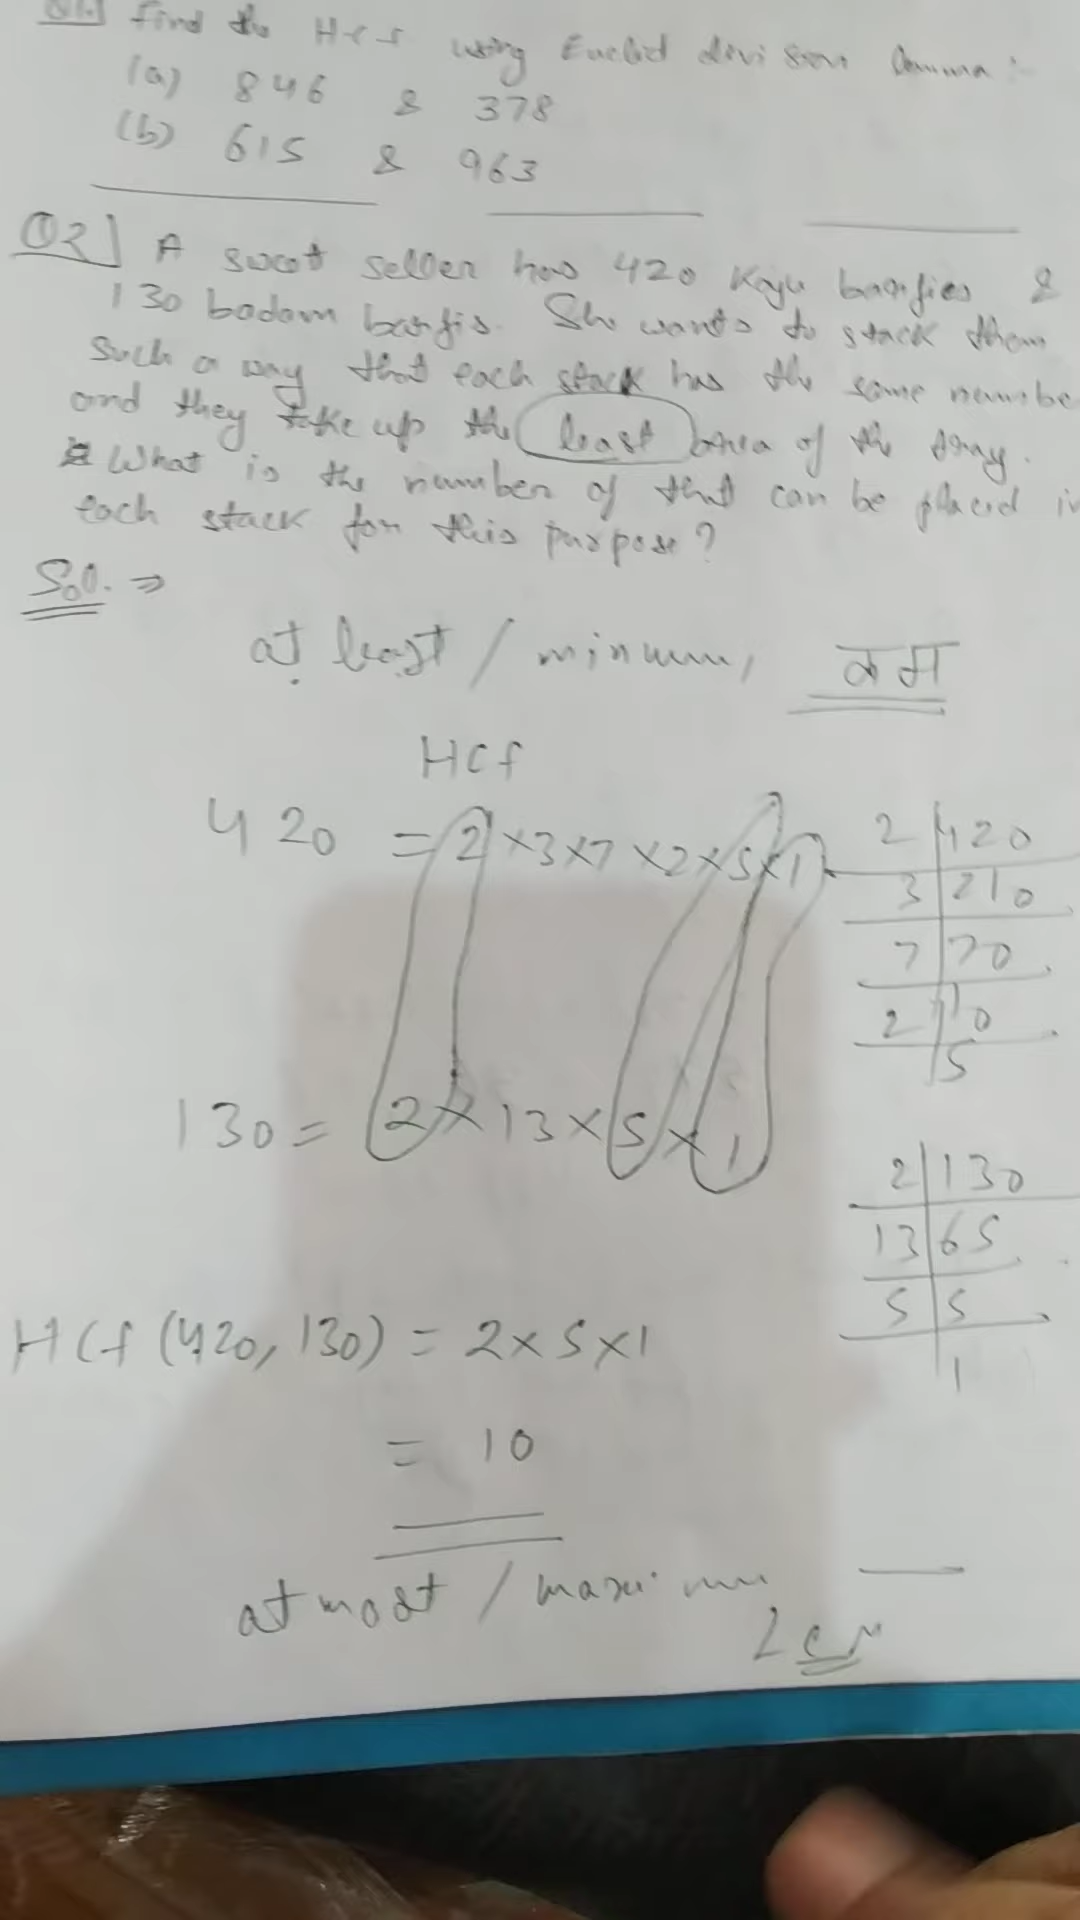 Find the HCF using Euclid division Lemma :-
(a) 846 & 378
(b) 615 & 963
Q2] A sweet seller has 420 Kaju barfies &
130 badam barfis. She wants to stack them
Such a way that each stack has the same numbe
and they take up the least area of the tray.
What is the number of that can be placed in
each stack for this purpose?
Sol. ⇒
at least / minimum, कम
HCf
420 = 2×3×7×2×5×1
2 | 420
3 | 210
7 | 70
2 | 10
5
130 = 2×13×5×1
2 | 130
13 | 65
5 | 5
1
HCf (420, 130) = 2×5×1
= 10
at most / maximum
LCM